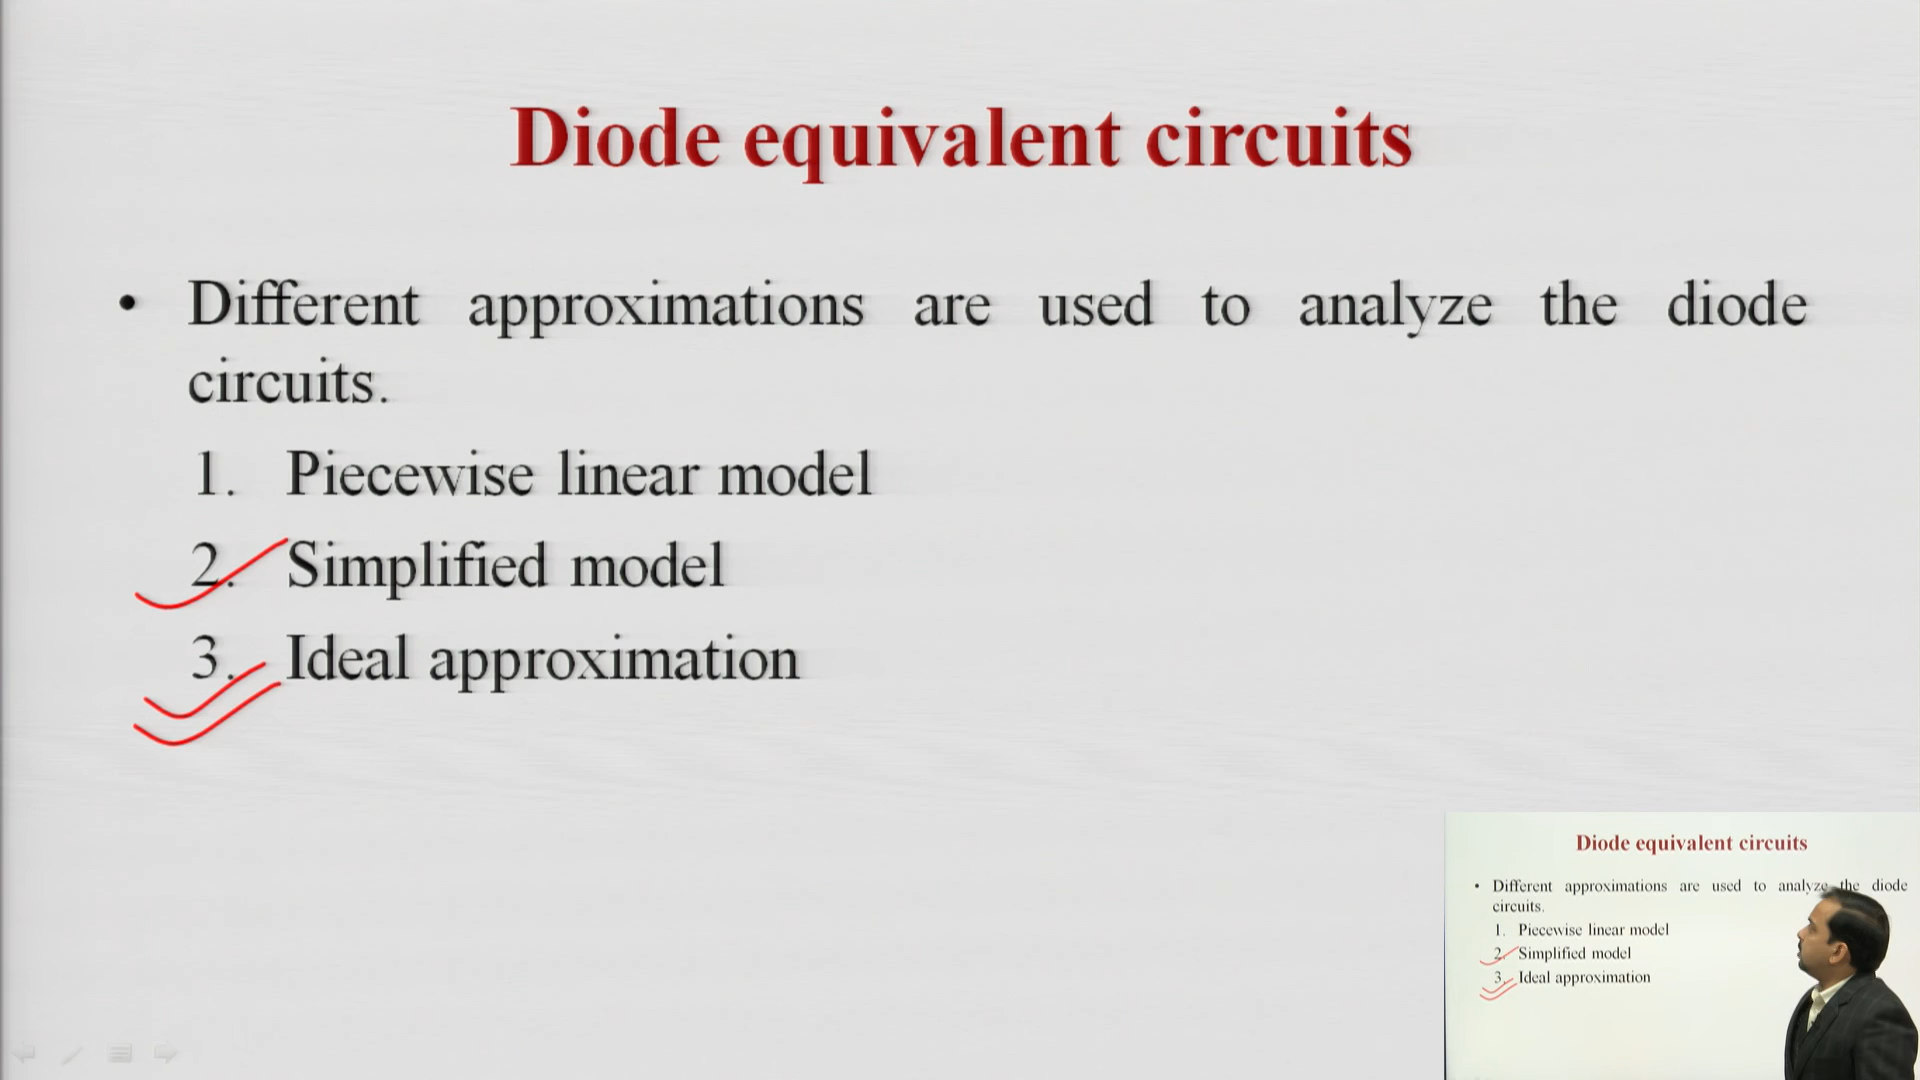 Diode equivalent circuits
• Different approximations are used to analyze the diode
circuits.
1. Piecewise linear model
2. Simplified model
3. Ideal approximation
Diode equivalent circuits
• Different approximations are used to analyze the diode
circuits.
1. Piecewise linear model
2. Simplified model
3. Ideal approximation